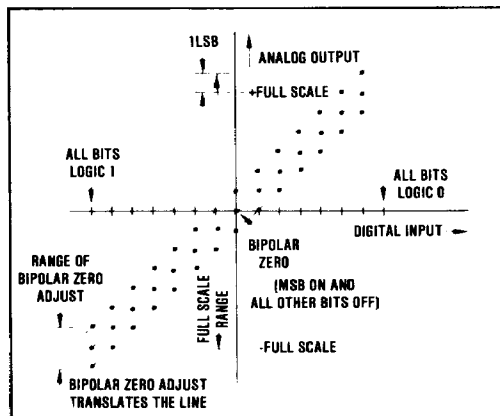 1LSB
ANALOG OUTPUT
+FULL SCALE
ALL BITS
LOGIC 1
ALL BITS
LOGIC 0
DIGITAL INPUT
BIPOLAR
ZERO
(MSB ON AND
ALL OTHER BITS OFF)
RANGE OF
BIPOLAR ZERO
ADJUST
FULL SCALE
RANGE
-FULL SCALE
BIPOLAR ZERO ADJUST
TRANSLATES THE LINE